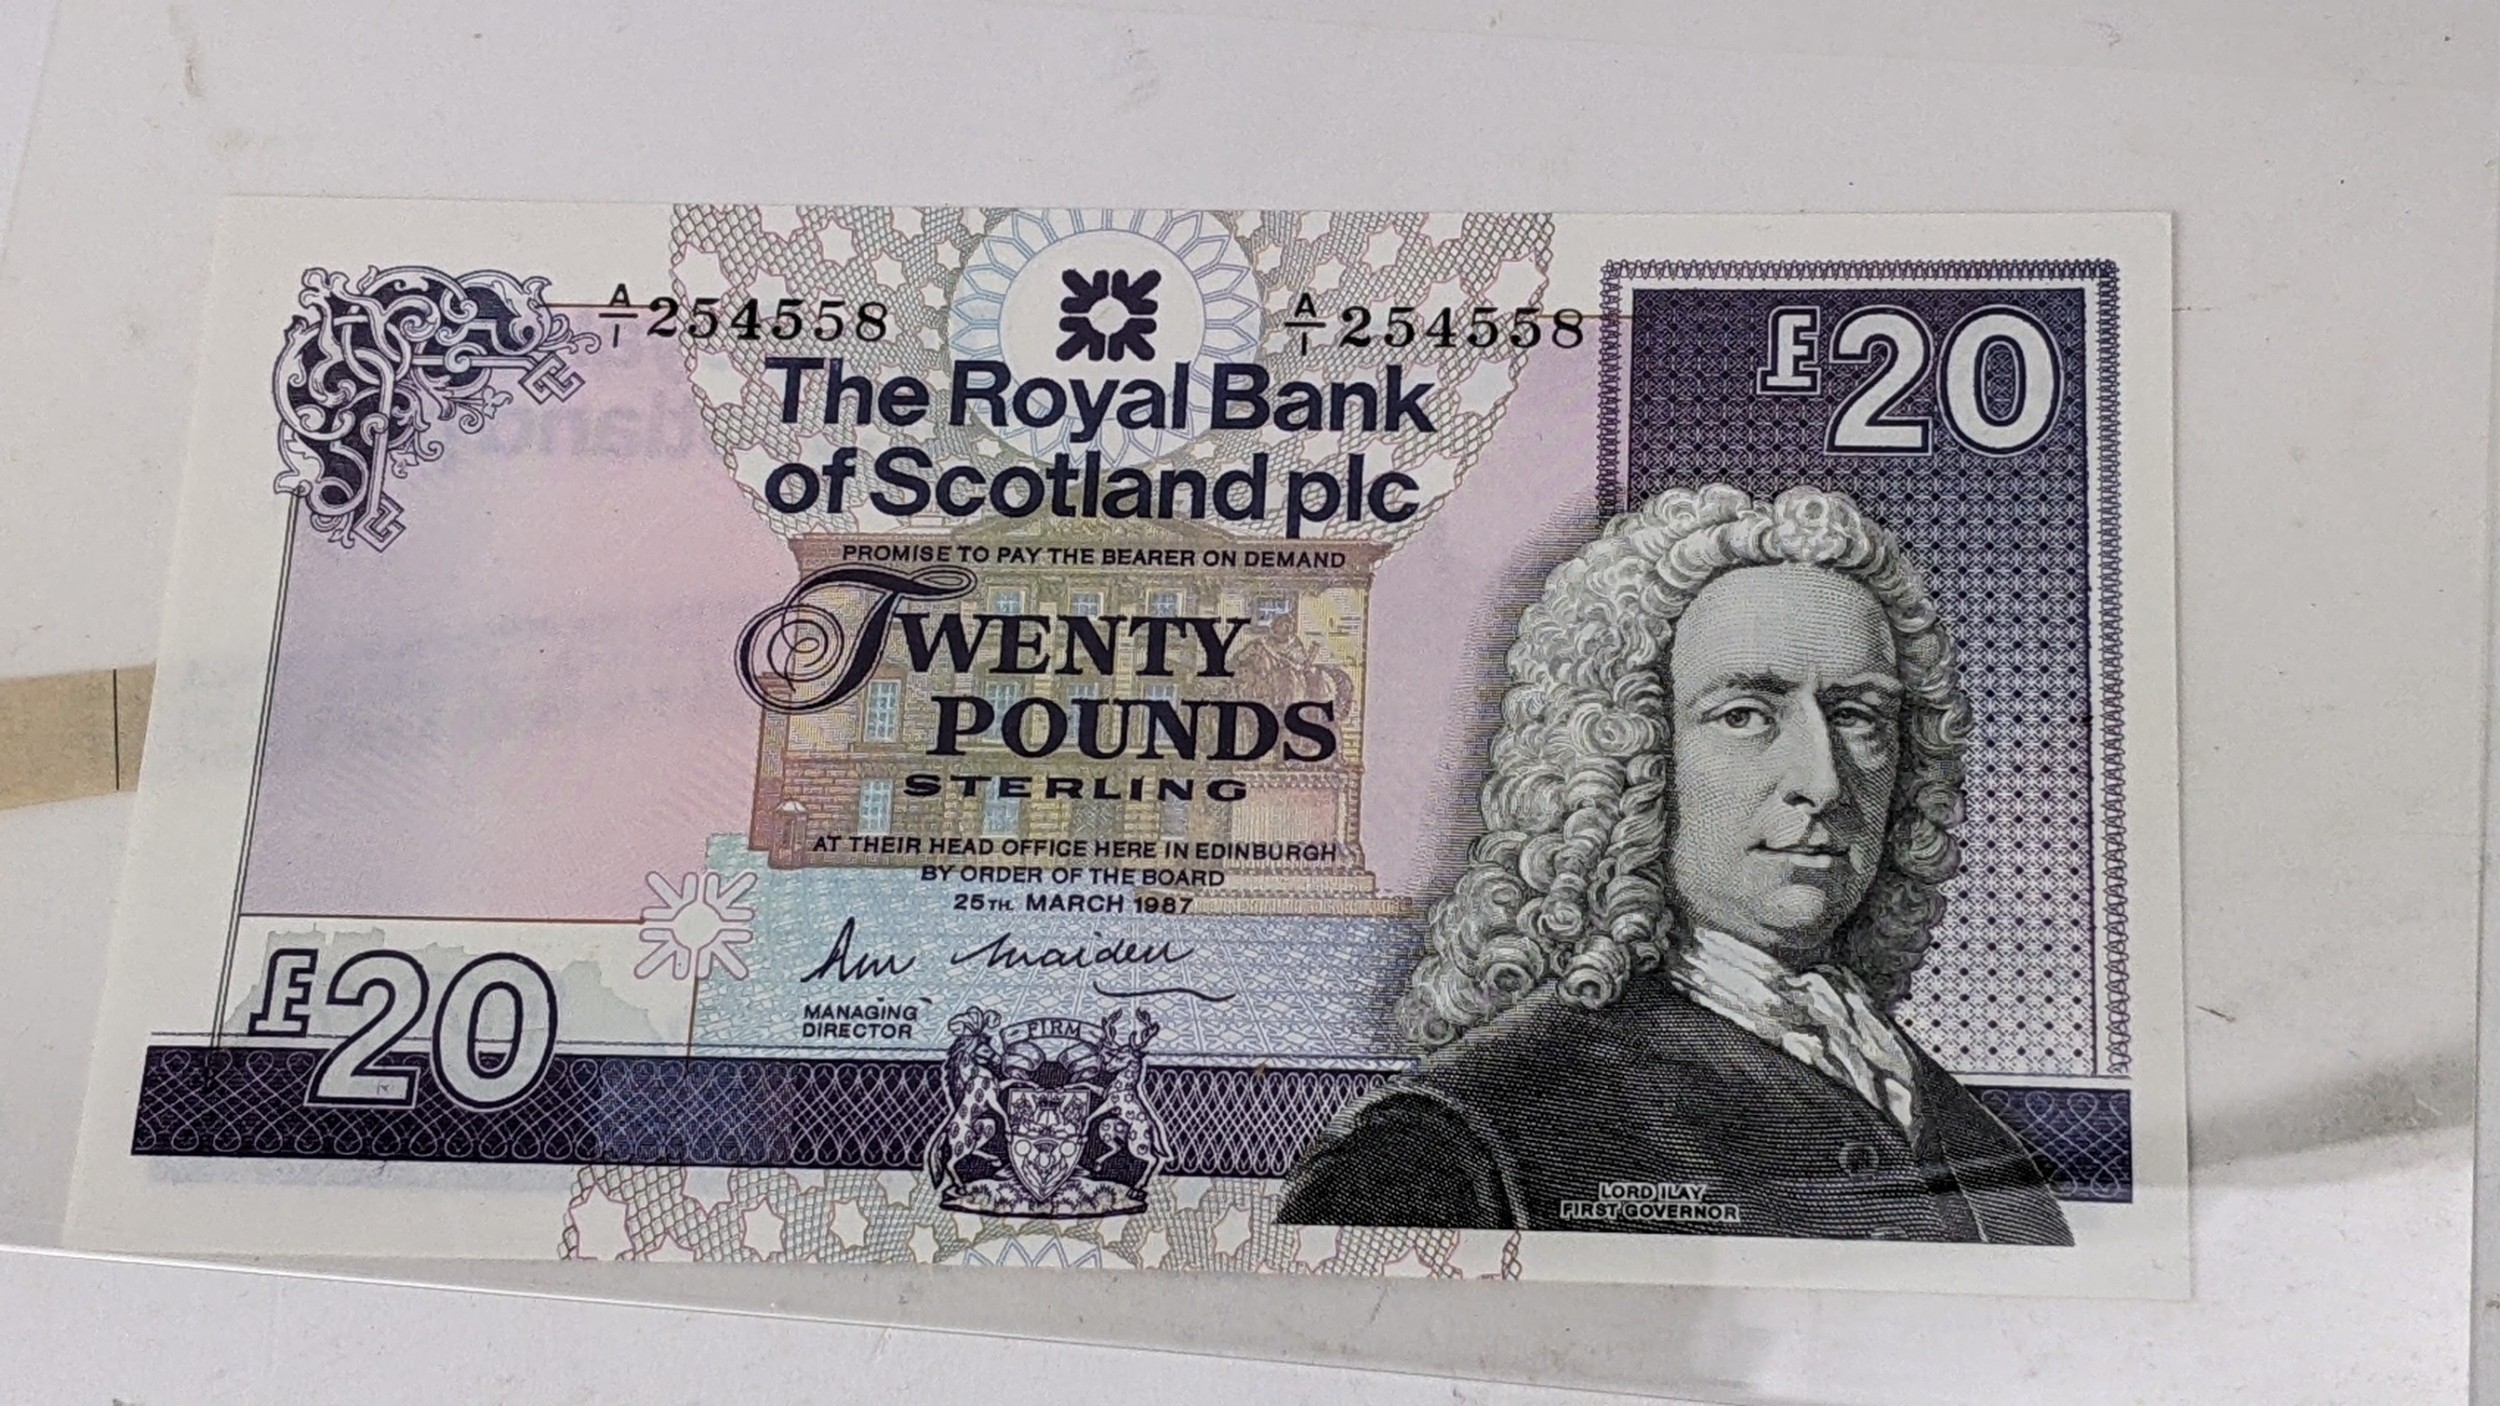 A/1 254558
A/1 254558
£20
The Royal Bank
of Scotland plc
PROMISE TO PAY THE BEARER ON DEMAND
TWENTY
POUNDS
STERLING
AT THEIR HEAD OFFICE HERE IN EDINBURGH
BY ORDER OF THE BOARD
25TH. MARCH 1987
Maiden
MANAGING
DIRECTOR
£20
FIRM
LORD ILAY
FIRST GOVERNOR